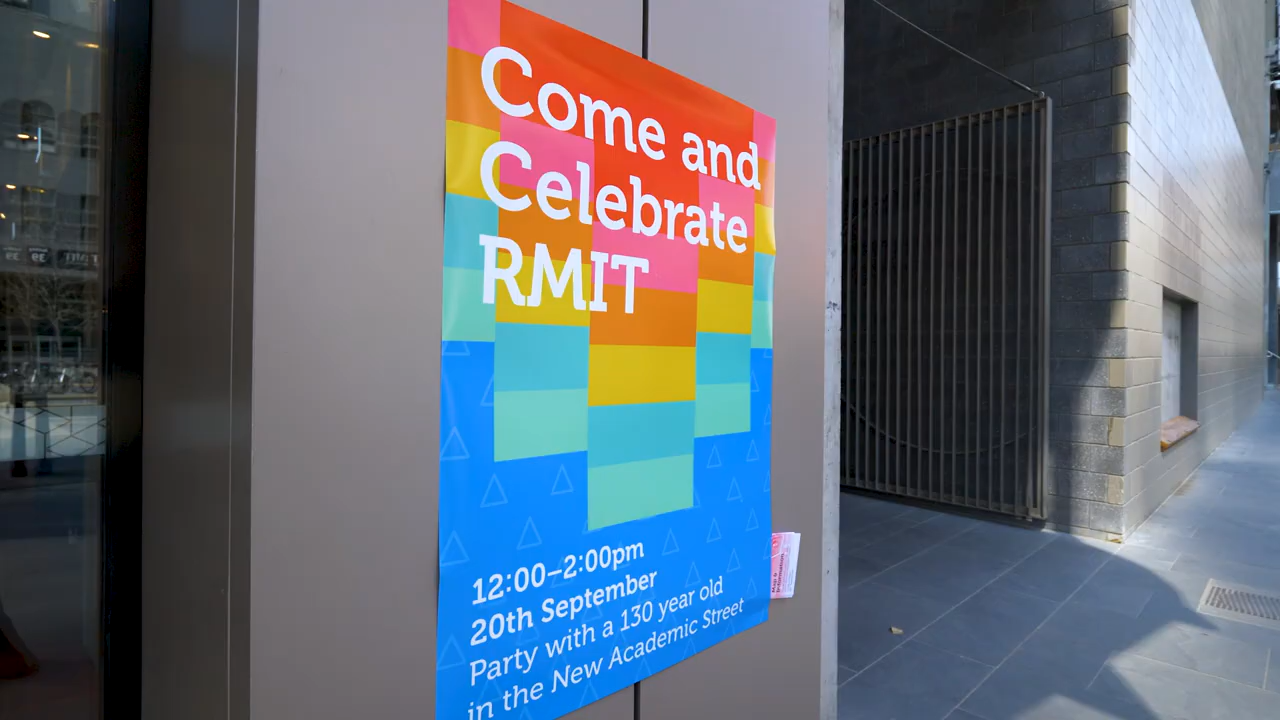 Come and
Celebrate
RMIT
12:00–2:00pm
20th September
Party with a 130 year old
in the New Academic Street